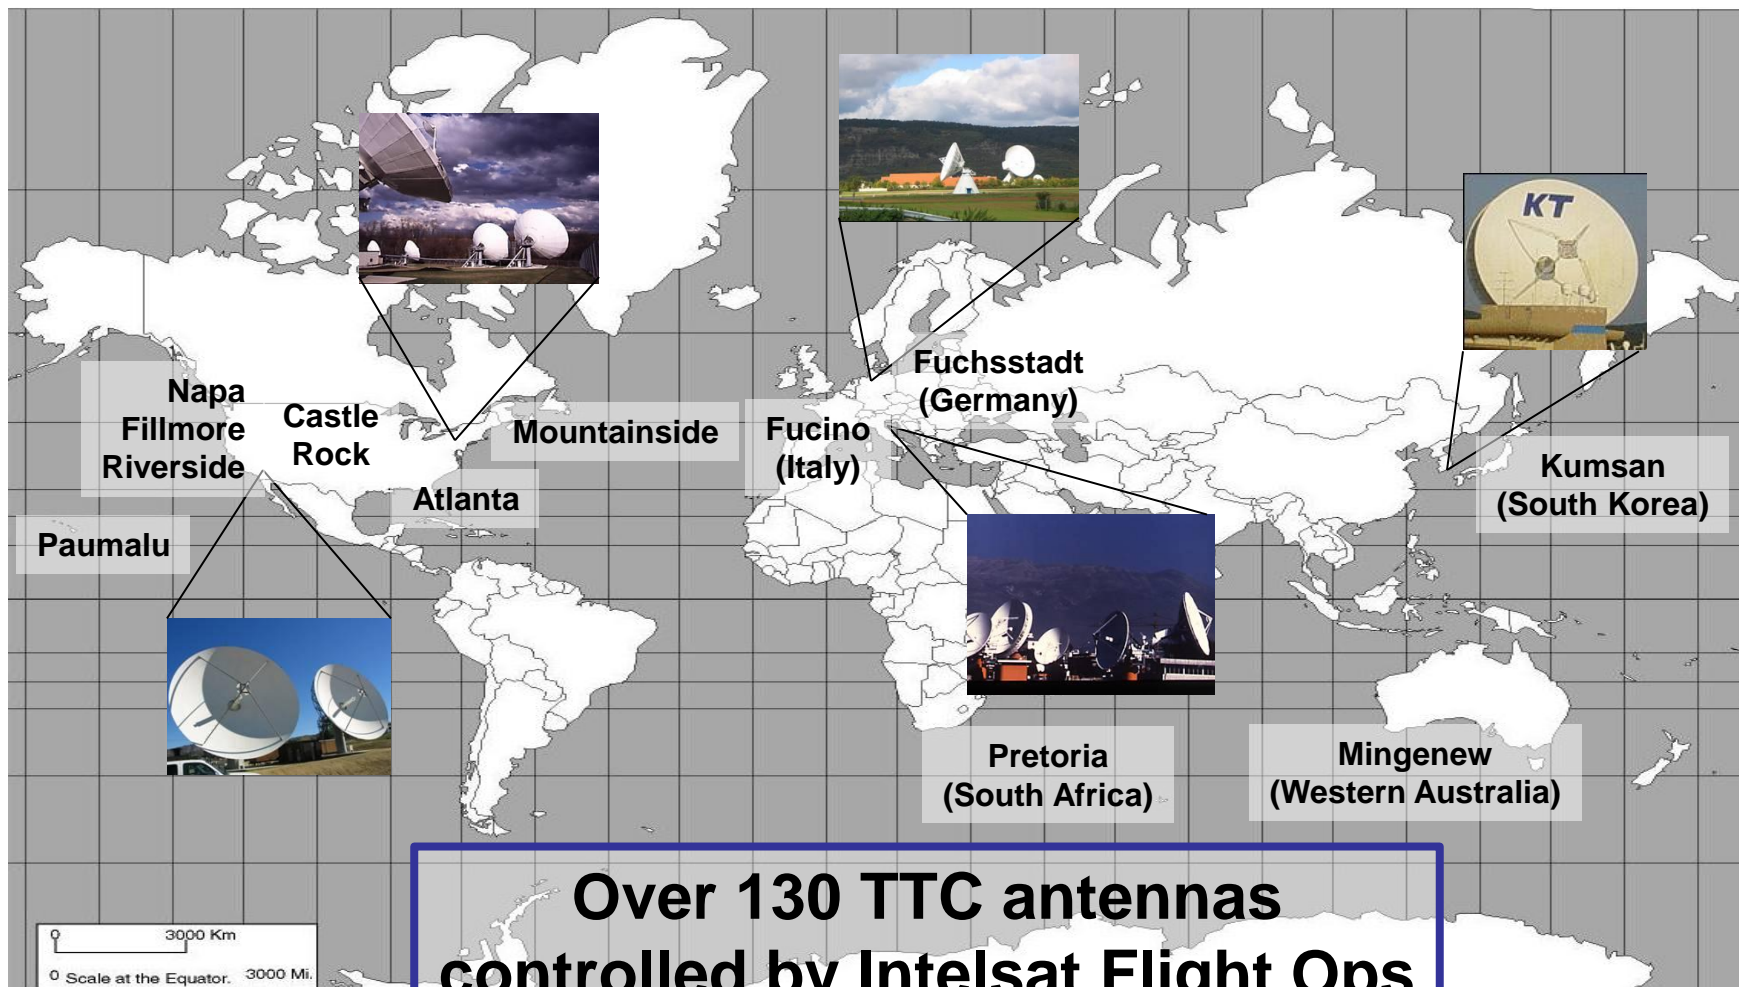 KT
Napa
Fillmore
Riverside
Castle
Rock
Mountainside
Atlanta
Paumalu
Fuchsstadt
(Germany)
Fucino
(Italy)
Kumsan
(South Korea)
Pretoria
(South Africa)
Mingenew
(Western Australia)
Over 130 TTC antennas
controlled by Intelsat Flight Ops
0 3000 Km
0 Scale at the Equator. 3000 Mi.